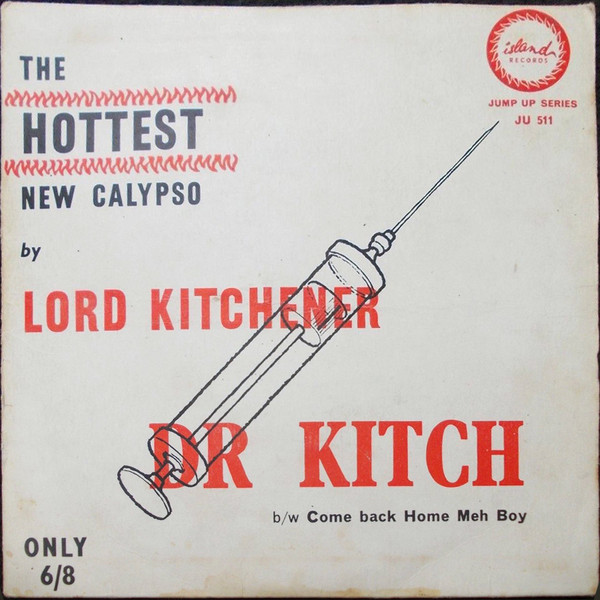 THE
HOTTEST
NEW CALYPSO
by
LORD KITCHENER
DR KITCH
b/w Come back Home Meh Boy
ONLY
6/8
island
RECORDS
JUMP UP SERIES
JU 511